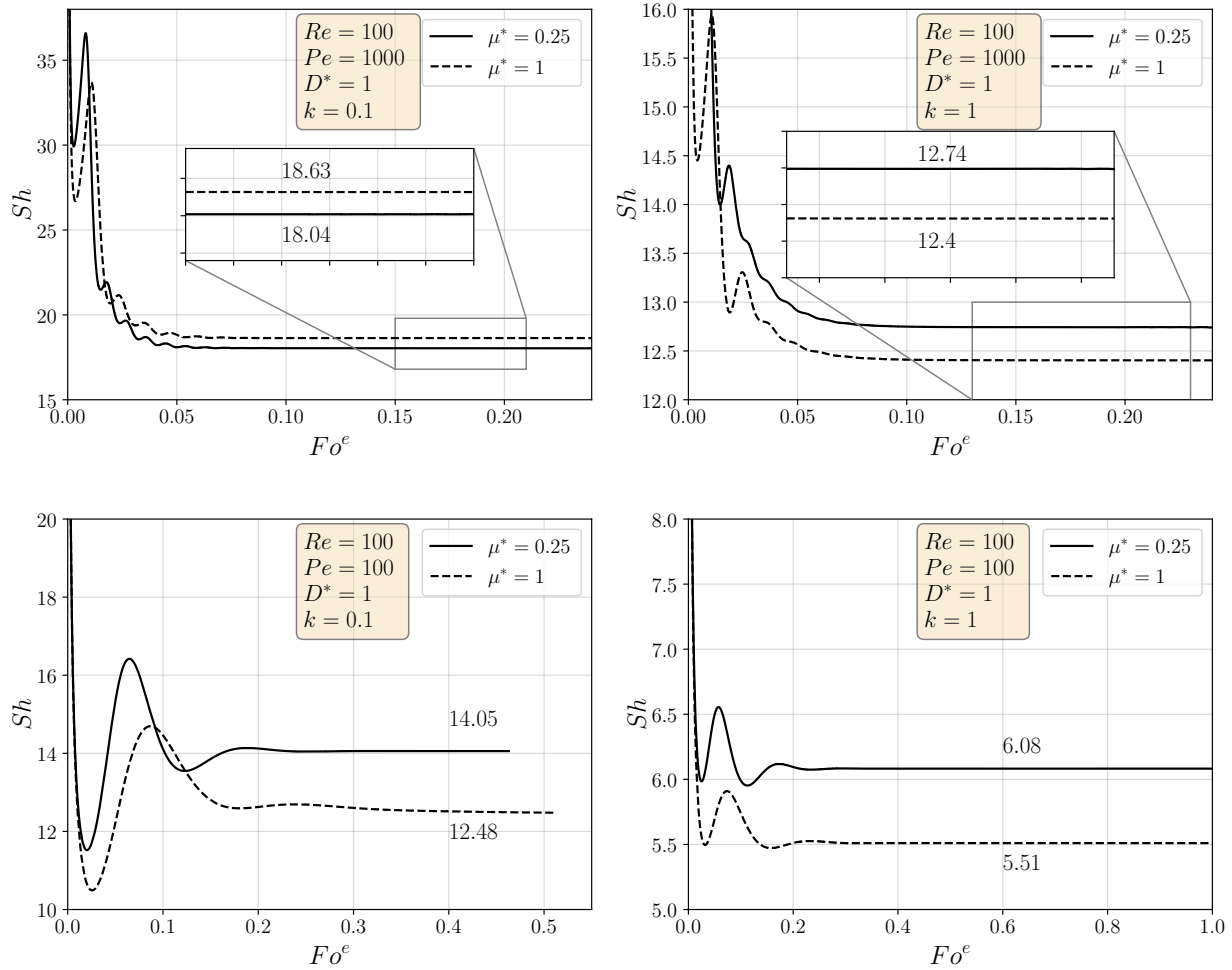 Re = 100
Pe = 1000
D* = 1
k = 0.1
μ* = 0.25
μ* = 1
18.63
18.04
35
30
25
20
15
Sh
0.00 0.05 0.10 0.15 0.20
Fo^e
Re = 100
Pe = 1000
D* = 1
k = 1
μ* = 0.25
μ* = 1
12.74
12.4
16.0
15.5
15.0
14.5
14.0
13.5
13.0
12.5
12.0
Sh
0.00 0.05 0.10 0.15 0.20
Fo^e
Re = 100
Pe = 100
D* = 1
k = 0.1
μ* = 0.25
μ* = 1
14.05
12.48
20
18
16
14
12
10
Sh
0.0 0.1 0.2 0.3 0.4 0.5
Fo^e
Re = 100
Pe = 100
D* = 1
k = 1
μ* = 0.25
μ* = 1
6.08
5.51
8.0
7.5
7.0
6.5
6.0
5.5
5.0
Sh
0.0 0.2 0.4 0.6 0.8 1.0
Fo^e